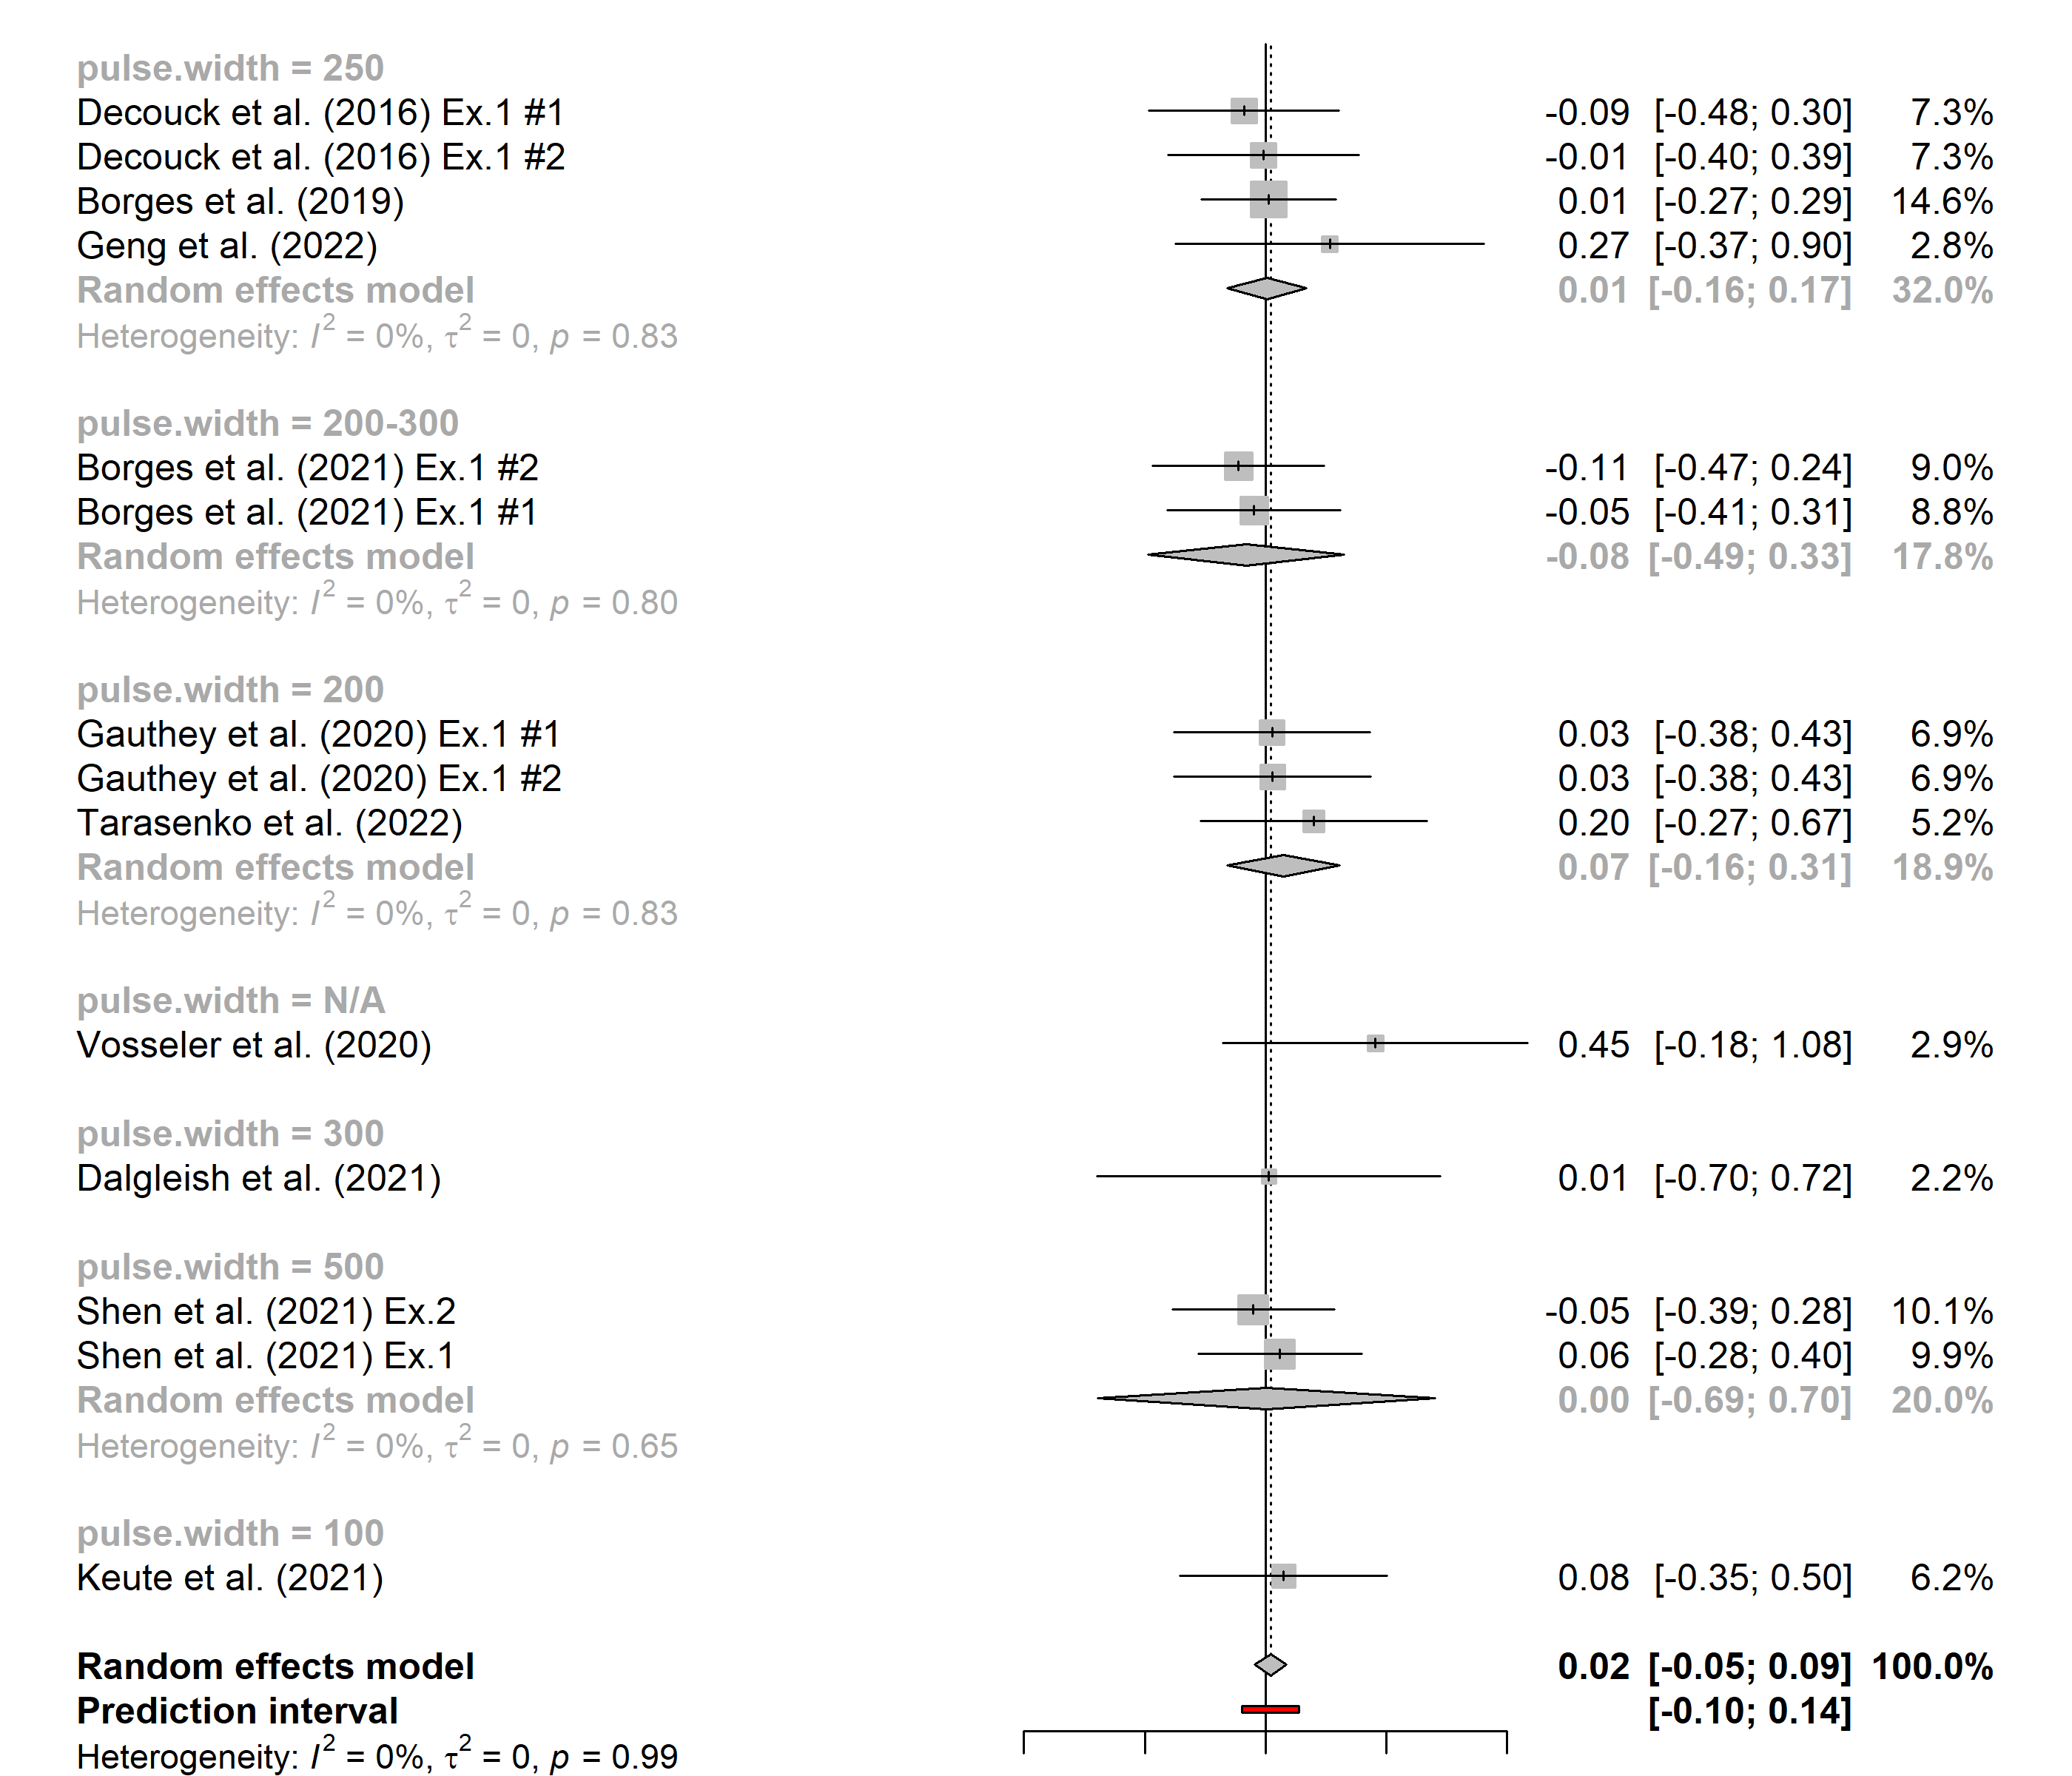 pulse.width = 250
Decouck et al. (2016) Ex.1 #1 -0.09 [-0.48; 0.30] 7.3%
Decouck et al. (2016) Ex.1 #2 -0.01 [-0.40; 0.39] 7.3%
Borges et al. (2019) 0.01 [-0.27; 0.29] 14.6%
Geng et al. (2022) 0.27 [-0.37; 0.90] 2.8%
Random effects model 0.01 [-0.16; 0.17] 32.0%
Heterogeneity: I² = 0%, τ² = 0, p = 0.83
pulse.width = 200-300
Borges et al. (2021) Ex.1 #2 -0.11 [-0.47; 0.24] 9.0%
Borges et al. (2021) Ex.1 #1 -0.05 [-0.41; 0.31] 8.8%
Random effects model -0.08 [-0.49; 0.33] 17.8%
Heterogeneity: I² = 0%, τ² = 0, p = 0.80
pulse.width = 200
Gauthey et al. (2020) Ex.1 #1 0.03 [-0.38; 0.43] 6.9%
Gauthey et al. (2020) Ex.1 #2 0.03 [-0.38; 0.43] 6.9%
Tarasenko et al. (2022) 0.20 [-0.27; 0.67] 5.2%
Random effects model 0.07 [-0.16; 0.31] 18.9%
Heterogeneity: I² = 0%, τ² = 0, p = 0.83
pulse.width = N/A
Vosseler et al. (2020) 0.45 [-0.18; 1.08] 2.9%
pulse.width = 300
Dalgleish et al. (2021) 0.01 [-0.70; 0.72] 2.2%
pulse.width = 500
Shen et al. (2021) Ex.2 -0.05 [-0.39; 0.28] 10.1%
Shen et al. (2021) Ex.1 0.06 [-0.28; 0.40] 9.9%
Random effects model 0.00 [-0.69; 0.70] 20.0%
Heterogeneity: I² = 0%, τ² = 0, p = 0.65
pulse.width = 100
Keute et al. (2021) 0.08 [-0.35; 0.50] 6.2%
Random effects model 0.02 [-0.05; 0.09] 100.0%
Prediction interval [-0.10; 0.14]
Heterogeneity: I² = 0%, τ² = 0, p = 0.99